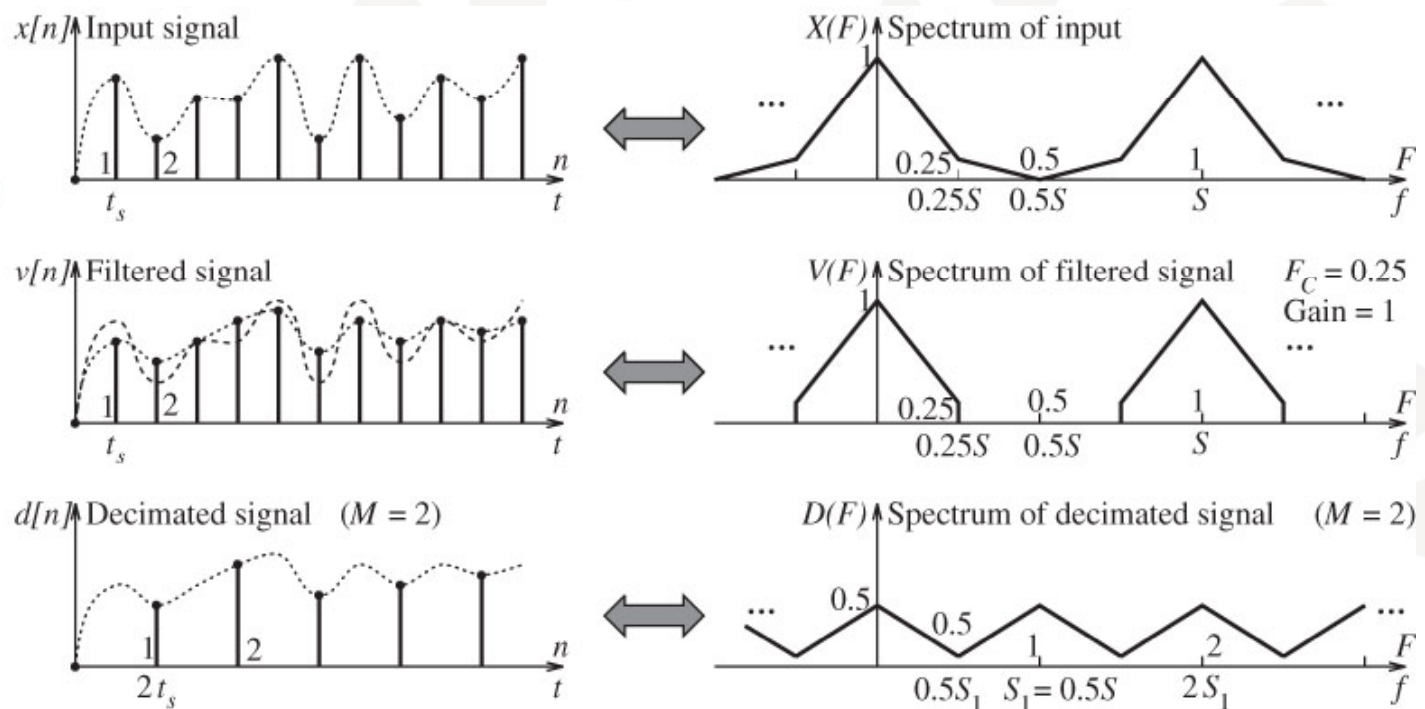 x[n] Input signal
1 2 n
t_s t
X(F) Spectrum of input
1
... ...
0.25 0.5 1 F
0.25S 0.5S S f
v[n] Filtered signal
1 2 n
t_s t
V(F) Spectrum of filtered signal F_C = 0.25
1 Gain = 1
... ...
0.25 0.5 1 F
0.25S 0.5S S f
d[n] Decimated signal (M = 2)
1 2 n
2t_s t
D(F) Spectrum of decimated signal (M = 2)
... 0.5 ...
0.5 1 2 F
0.5S_1 S_1 = 0.5S 2S_1 f